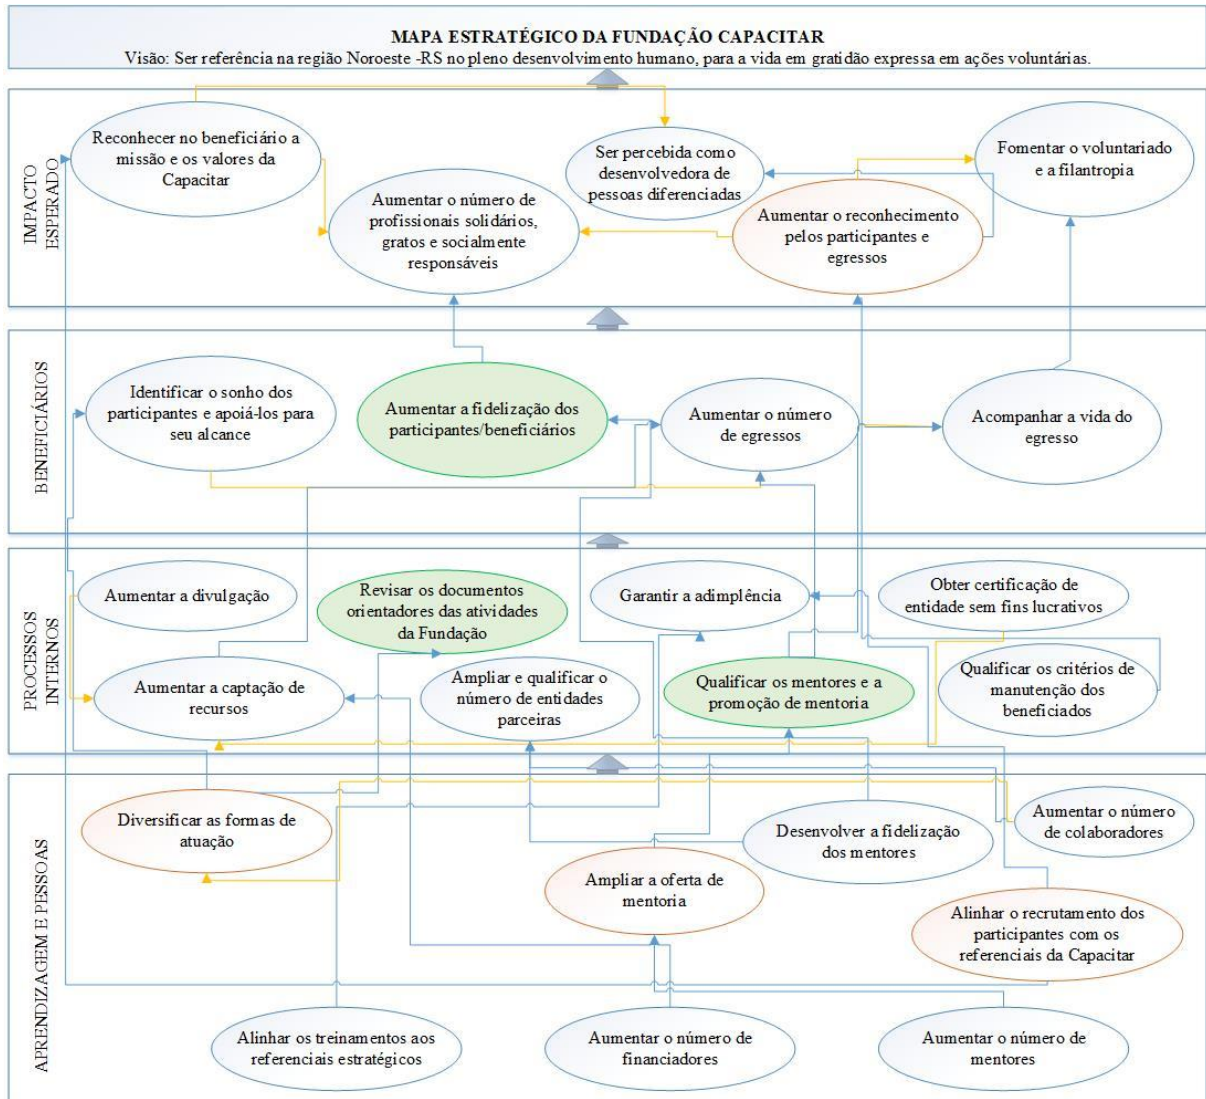 MAPA ESTRATÉGICO DA FUNDAÇÃO CAPACITAR
Visão: Ser referência na região Noroeste -RS no pleno desenvolvimento humano, para a vida em gratidão expressa em ações voluntárias.
IMPACTO
ESPERADO
Reconhecer no beneficiário a
missão e os valores da
Capacitar
Ser percebida como
desenvolvedora de
pessoas diferenciadas
Fomentar o voluntariado
e a filantropia
Aumentar o número de
profissionais solidários,
gratos e socialmente
responsáveis
Aumentar o reconhecimento
pelos participantes e
egressos
BENEFICIÁRIOS
Identificar o sonho dos
participantes e apoiá-los para
seu alcance
Aumentar a fidelização dos
participantes/beneficiários
Aumentar o número
de egressos
Acompanhar a vida do
egresso
PROCESSOS
INTERNOS
Aumentar a divulgação
Revisar os documentos
orientadores das atividades
da Fundação
Garantir a adimplência
Obter certificação de
entidade sem fins lucrativos
Aumentar a captação de
recursos
Ampliar e qualificar o
número de entidades
parceiras
Qualificar os mentores e a
promoção de mentoria
Qualificar os critérios de
manutenção dos
beneficiados
APRENDIZAGEM E PESSOAS
Diversificar as formas de
atuação
Desenvolver a fidelização
dos mentores
Aumentar o número
de colaboradores
Ampliar a oferta de
mentoria
Alinhar o recrutamento dos
participantes com os
referenciais da Capacitar
Alinhar os treinamentos aos
referenciais estratégicos
Aumentar o número de
financiadores
Aumentar o número de
mentores